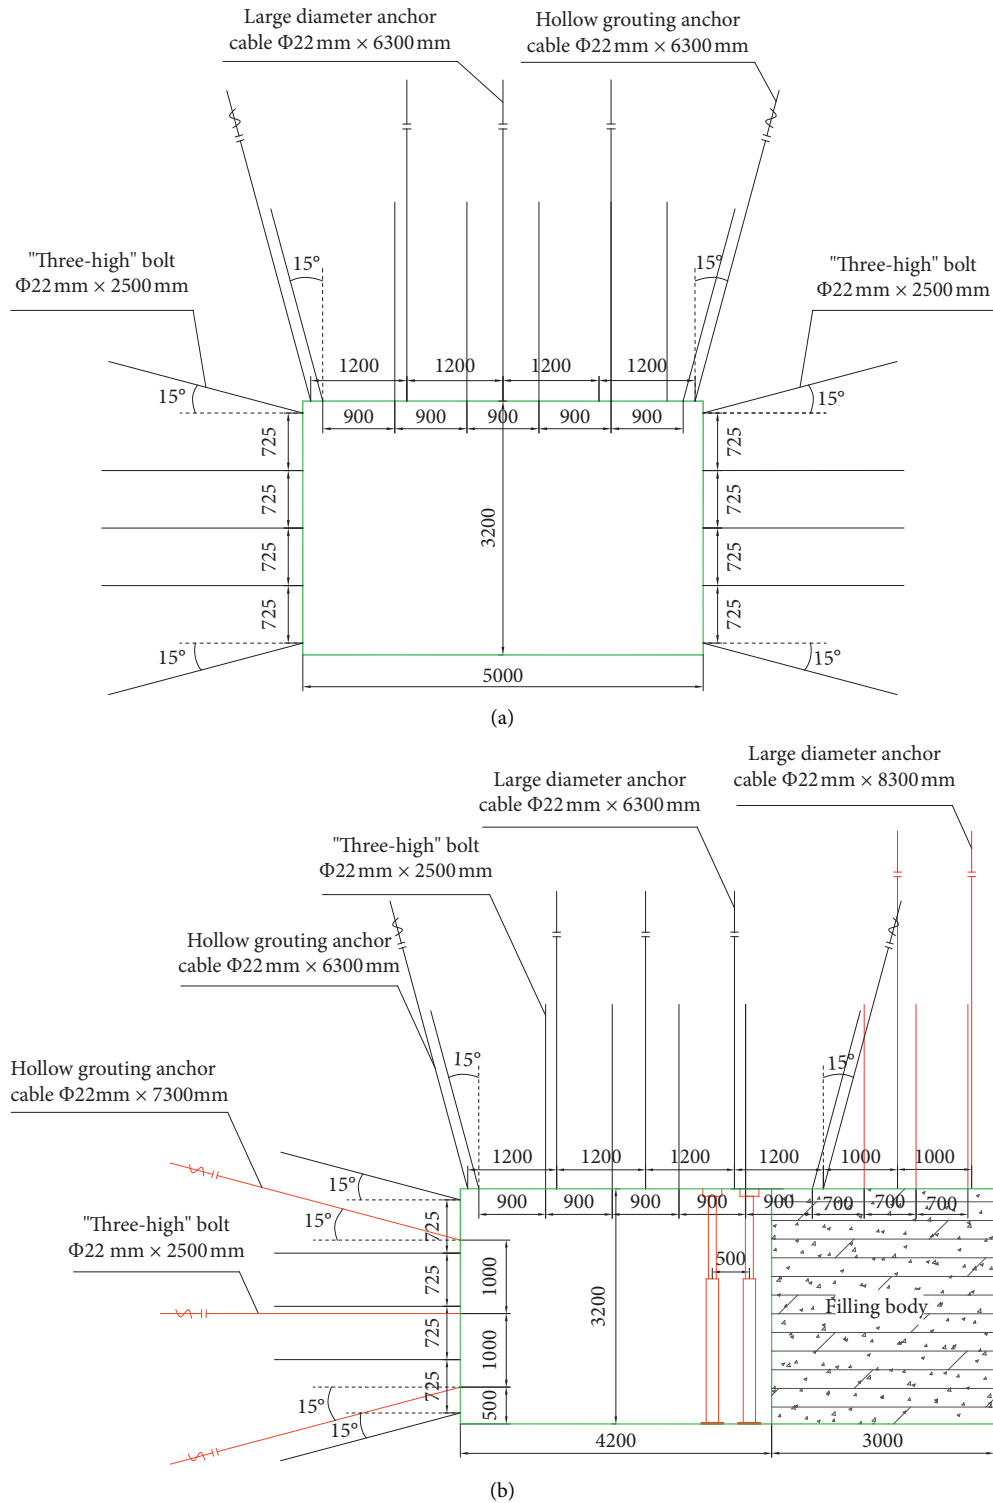 Large diameter anchor
cable Φ22 mm × 6300 mm
Hollow grouting anchor
cable Φ22 mm × 6300 mm
"Three-high" bolt
Φ22 mm × 2500 mm
15°
15°
"Three-high" bolt
Φ22 mm × 2500 mm
1200 1200 1200 1200
15°
15°
900 900 900 900 900
725
725
725
725
3200
725
725
725
725
15°
15°
5000
(a)
Large diameter anchor
cable Φ22 mm × 8300 mm
Large diameter anchor
cable Φ22 mm × 6300 mm
"Three-high" bolt
Φ22 mm × 2500 mm
Hollow grouting anchor
cable Φ22 mm × 6300 mm
Hollow grouting anchor
cable Φ22mm × 7300mm
15°
15°
1200 1200 1200 1200 1000 1000
900 900 900 900 900 700 700 700
15°
15°
"Three-high" bolt
Φ22 mm × 2500 mm
725
725
725
725
1000
1000
500
3200
500
Filling body
15°
15°
4200
3000
(b)